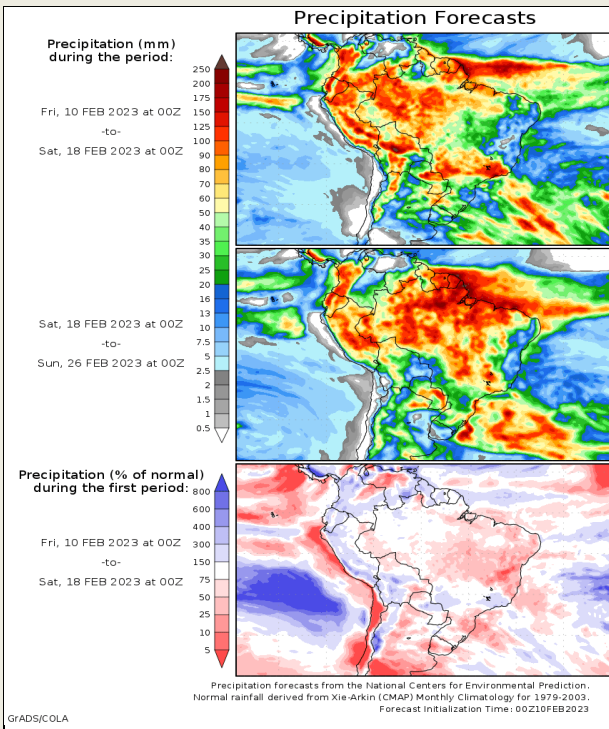 Precipitation Forecasts
Precipitation (mm)
during the period:
Fri, 10 FEB 2023 at 00Z
-to-
Sat, 18 FEB 2023 at 00Z
250
200
175
150
125
100
90
80
70
60
50
40
35
30
25
20
16
13
10
7.5
5
2.5
2
1.5
1
0.5
Sat, 18 FEB 2023 at 00Z
-to-
Sun, 26 FEB 2023 at 00Z
Precipitation (% of normal)
during the first period:
Fri, 10 FEB 2023 at 00Z
-to-
Sat, 18 FEB 2023 at 00Z
800
600
400
300
150
75
50
25
10
5
Precipitation forecasts from the National Centers for Environmental Prediction.
Normal rainfall derived from Xie-Arkin (CMAP) Monthly Climatology for 1979-2003.
Forecast Initialization Time: 00Z10FEB2023
GrADS/COLA